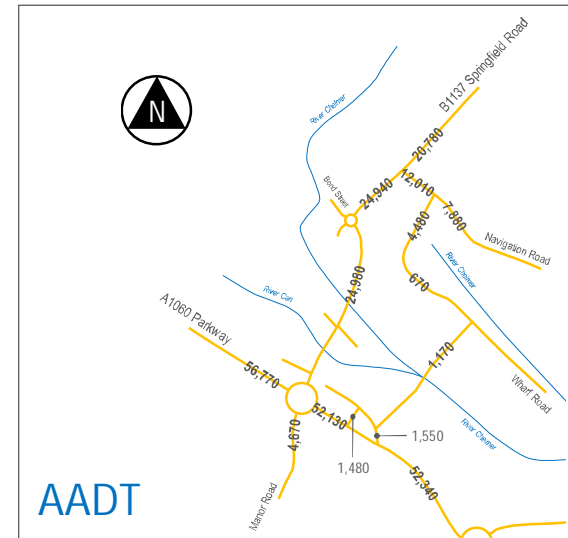 B1137 Springfield Road
20,780
N
River Chelmer
12,010
Bond Street
24,940
7,880
4,480
Navigation Road
River Chelmer
24,980
670
River Can
A1060 Parkway
1,170
56,770
Wharf Road
52,130
4,670
1,550
River Chelmer
1,480
52,340
Manor Road
AADT